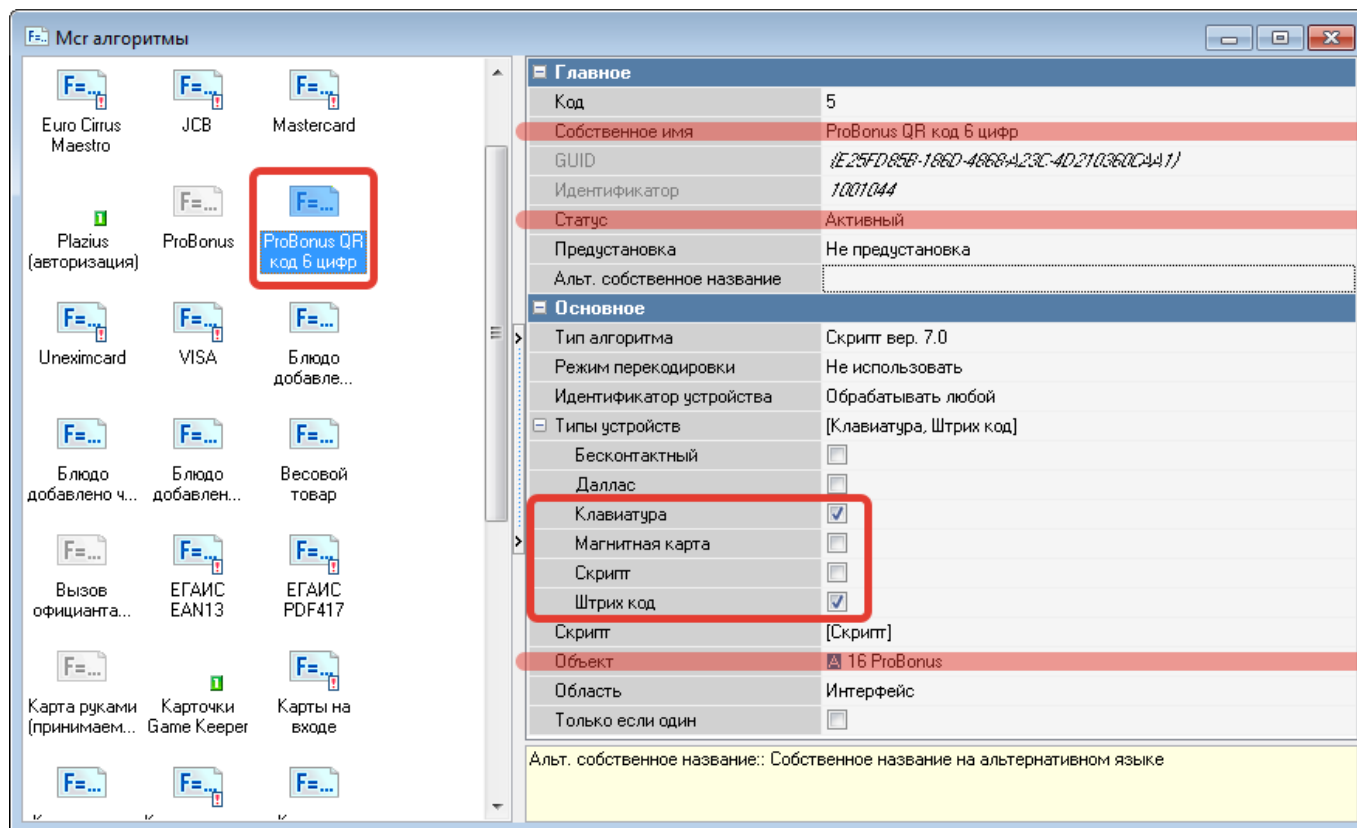 Mcr алгоритмы
Euro Cirrus
Maestro
JCB
Mastercard
Plazius
(авторизация)
ProBonus
ProBonus QR
код 6 цифр
Uneximcard
VISA
Блюдо
добавле...
Блюдо
добавлено ч...
Блюдо
добавлен...
Весовой
товар
Вызов
официанта...
ЕГАИС
EAN13
ЕГАИС
PDF417
Карта руками
(принимаем...
Карточки
Game Keeper
Карты на
входе
Главное
Код 5
Собственное имя ProBonus QR код 6 цифр
GUID {E25FD85B-186D-4868-A23C-4D210360CAA1}
Идентификатор 1001044
Статус Активный
Предустановка Не предустановка
Альт. собственное название
Основное
Тип алгоритма Скрипт вер. 7.0
Режим перекодировки Не использовать
Идентификатор устройства Обрабатывать любой
Типы устройств [Клавиатура, Штрих код]
Бесконтактный
Даллас
Клавиатура
Магнитная карта
Скрипт
Штрих код
Скрипт [Скрипт]
Объект A 16 ProBonus
Область Интерфейс
Только если один
Альт. собственное название:: Собственное название на альтернативном языке